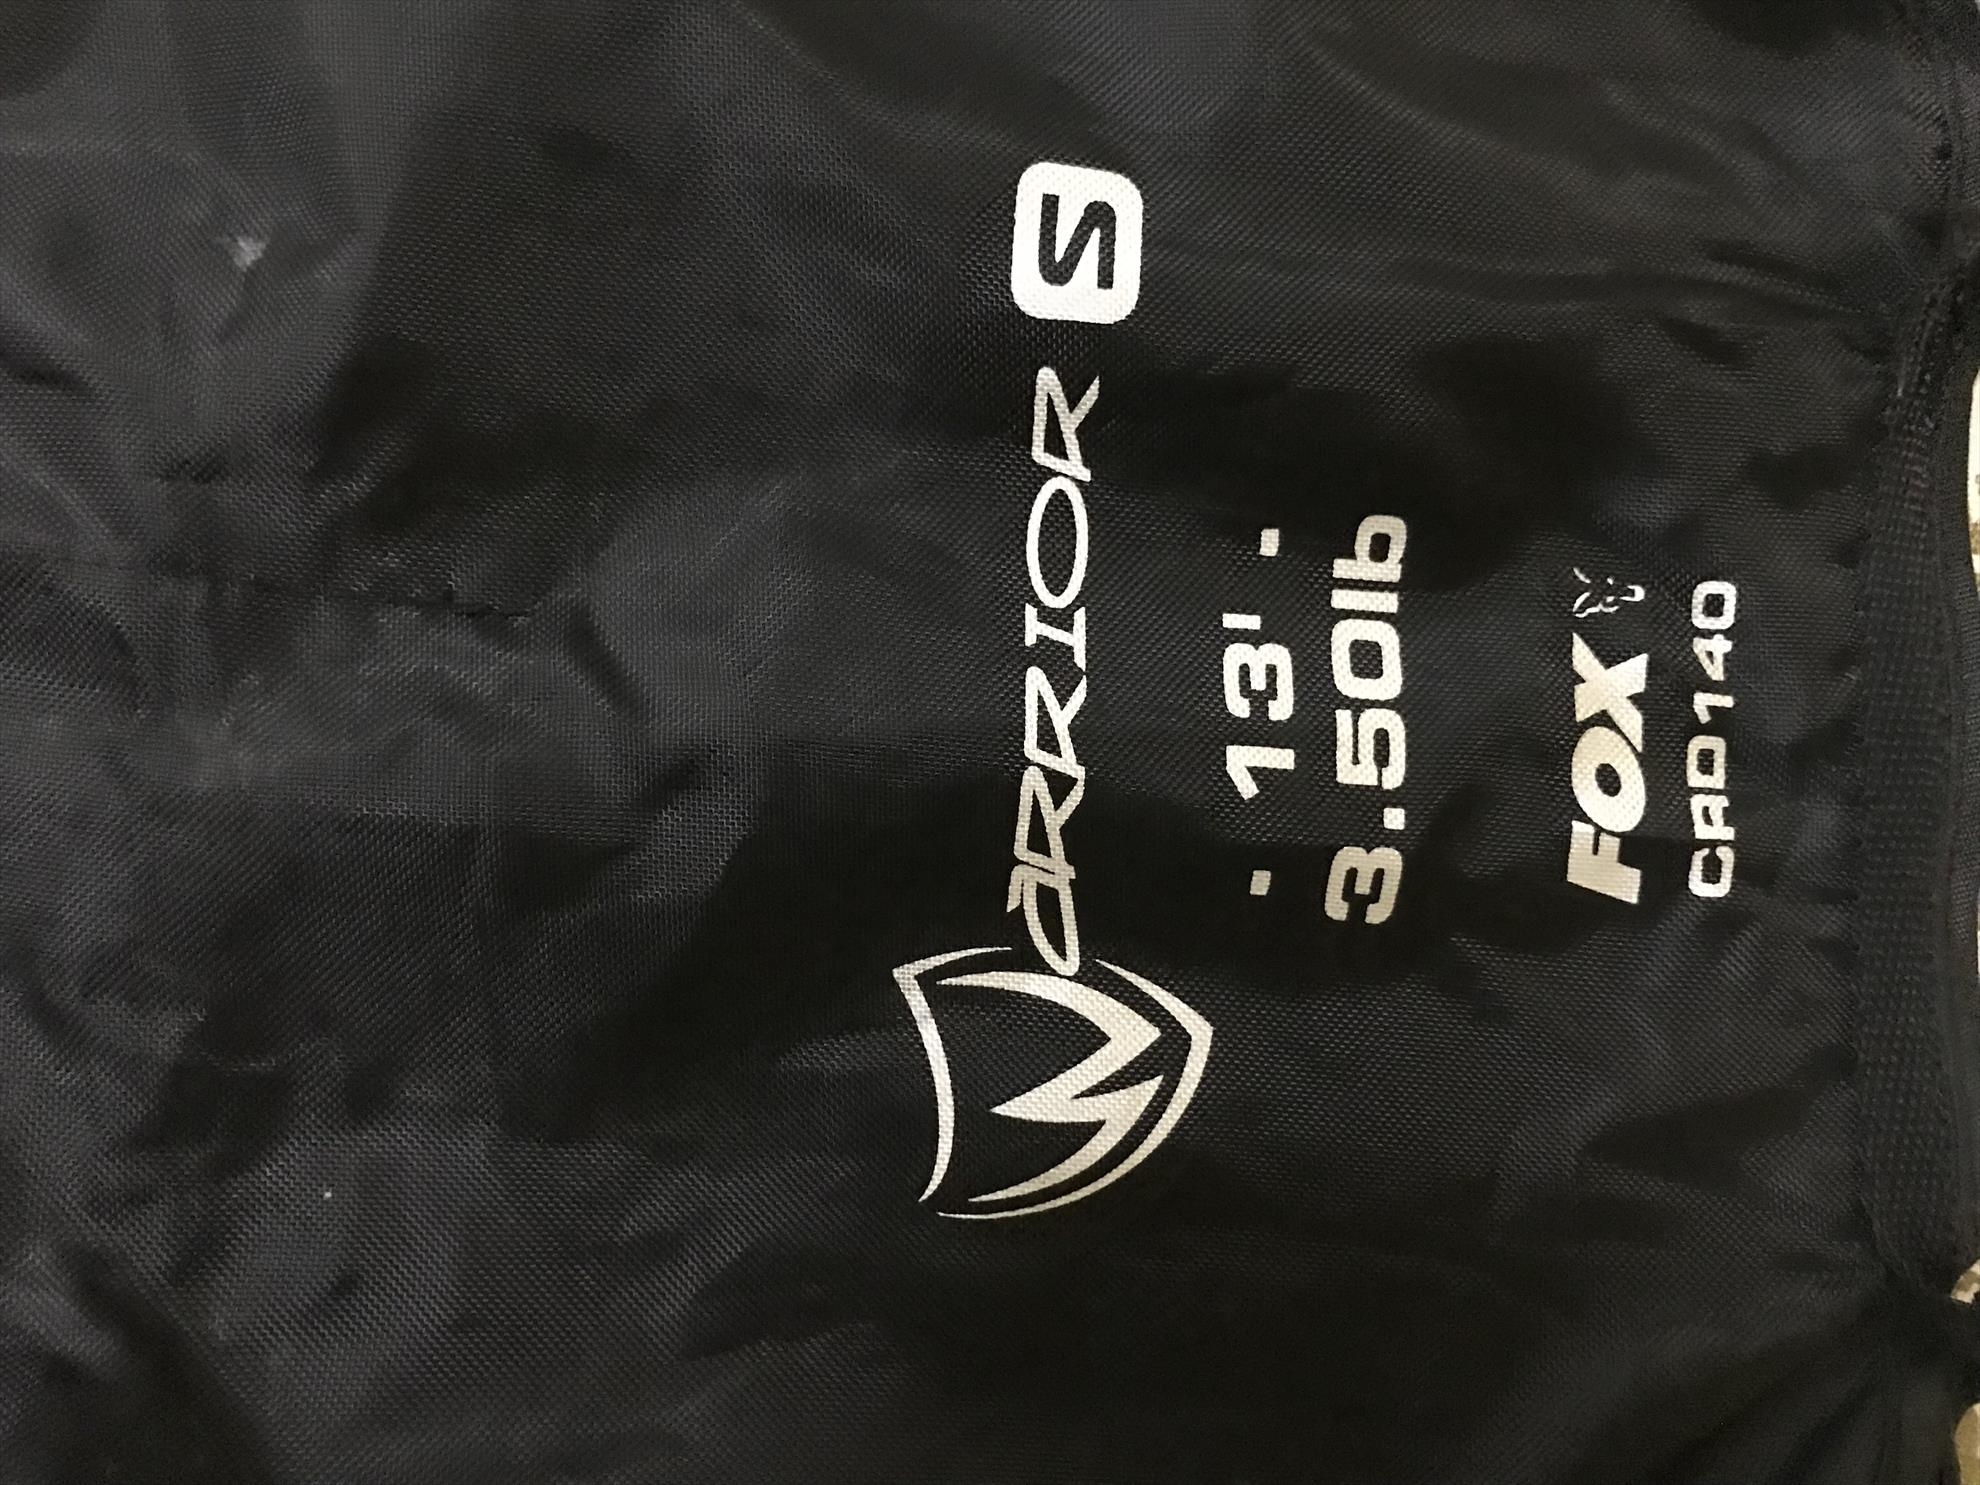 WARRIOR S
· 13' ·
3.50lb
FOX
CRD140